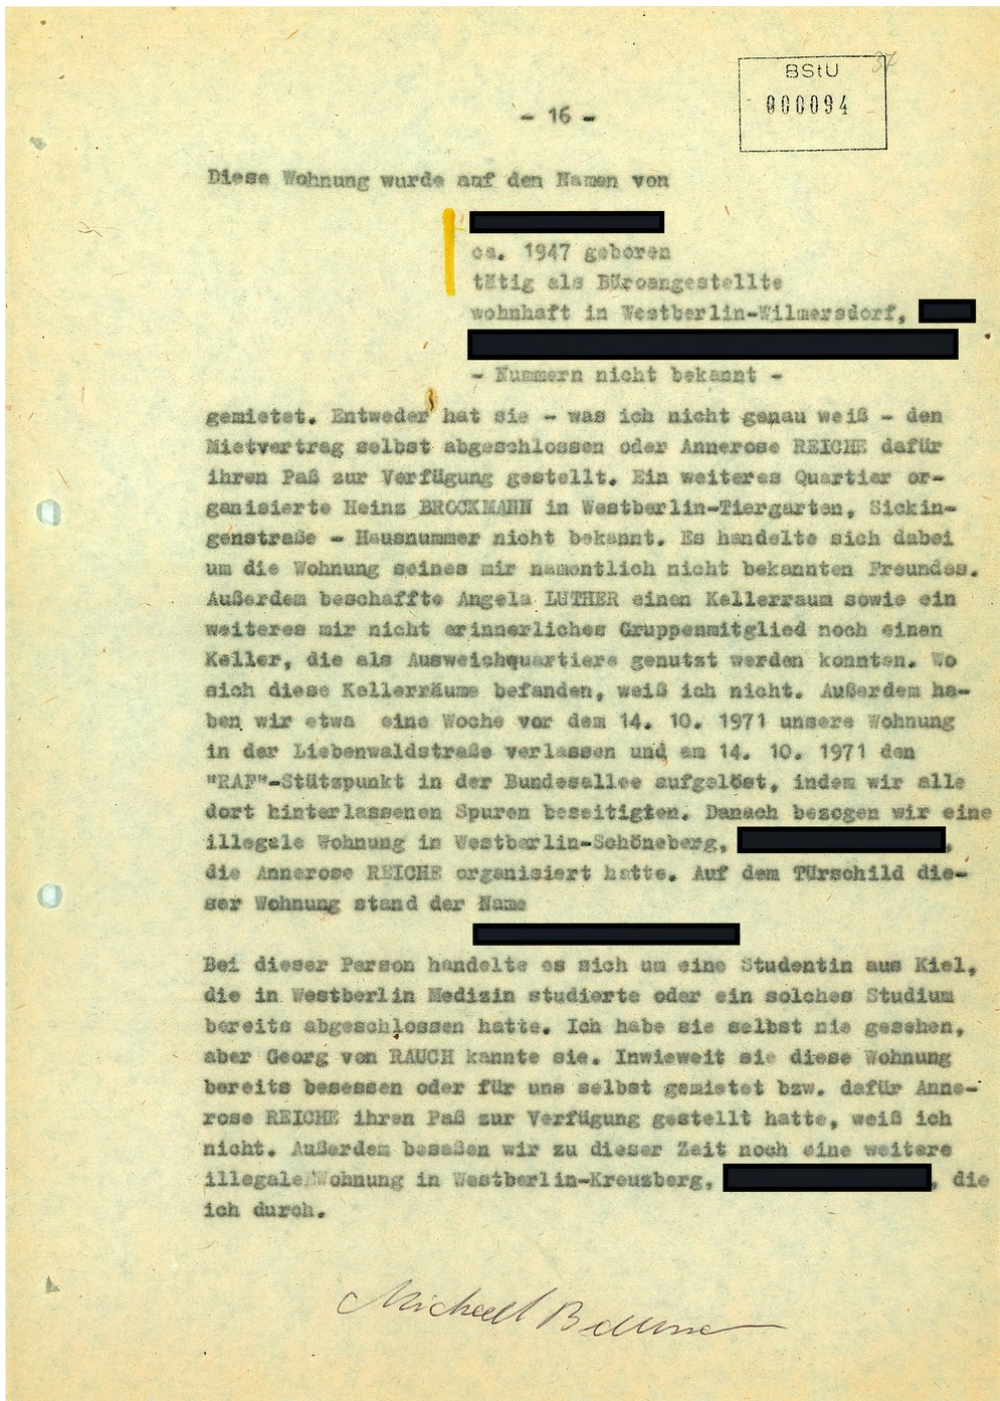 37
BStU
000094
- 16 -
Diese Wohnung wurde auf den Namen von
ca. 1947 geboren
tätig als Büroangestellte
wohnhaft in Westberlin-Wilmersdorf,
- Nummern nicht bekannt -
gemietet. Entweder hat sie - was ich nicht genau weiß - den
Mietvertrag selbst abgeschlossen oder Annerose REICHE dafür
ihren Paß zur Verfügung gestellt. Ein weiteres Quartier or-
ganisierte Heinz BROCKMANN in Westberlin-Tiergarten, Sickin-
genstraße - Hausnummer nicht bekannt. Es handelte sich dabei
um die Wohnung seines mir namentlich nicht bekannten Freundes.
Außerdem beschaffte Angela LUTHER einen Kellerraum sowie ein
weiteres mir nicht erinnerliches Gruppenmitglied noch einen
Keller, die als Ausweichquartiere genutzt werden konnten. Wo
sich diese Kellerräume befanden, weiß ich nicht. Außerdem ha-
ben wir etwa eine Woche vor dem 14. 10. 1971 unsere Wohnung
in der Liebenwaldstraße verlassen und am 14. 10. 1971 den
"RAF"-Stützpunkt in der Bundesallee aufgelöst, indem wir alle
dort hinterlassenen Spuren beseitigten. Danach bezogen wir eine
illegale Wohnung in Westberlin-Schöneberg, ,
die Annerose REICHE organisiert hatte. Auf dem Türschild die-
ser Wohnung stand der Name
Bei dieser Person handelte es sich um eine Studentin aus Kiel,
die in Westberlin Medizin studierte oder ein solches Studium
bereits abgeschlossen hatte. Ich habe sie selbst nie gesehen,
aber Georg von RAUCH kannte sie. Inwieweit sie diese Wohnung
bereits besessen oder für uns selbst gemietet bzw. dafür Anne-
rose REICHE ihren Paß zur Verfügung gestellt hatte, weiß ich
nicht. Außerdem besaßen wir zu dieser Zeit noch eine weitere
illegale Wohnung in Westberlin-Kreuzberg, , die
ich durch.
Michael